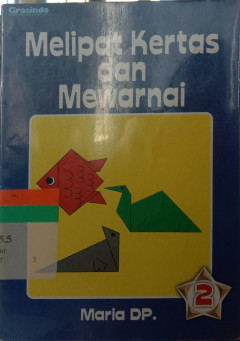 Grasindo
Melipat Kertas
dan
Mewarnai
2
Maria DP.